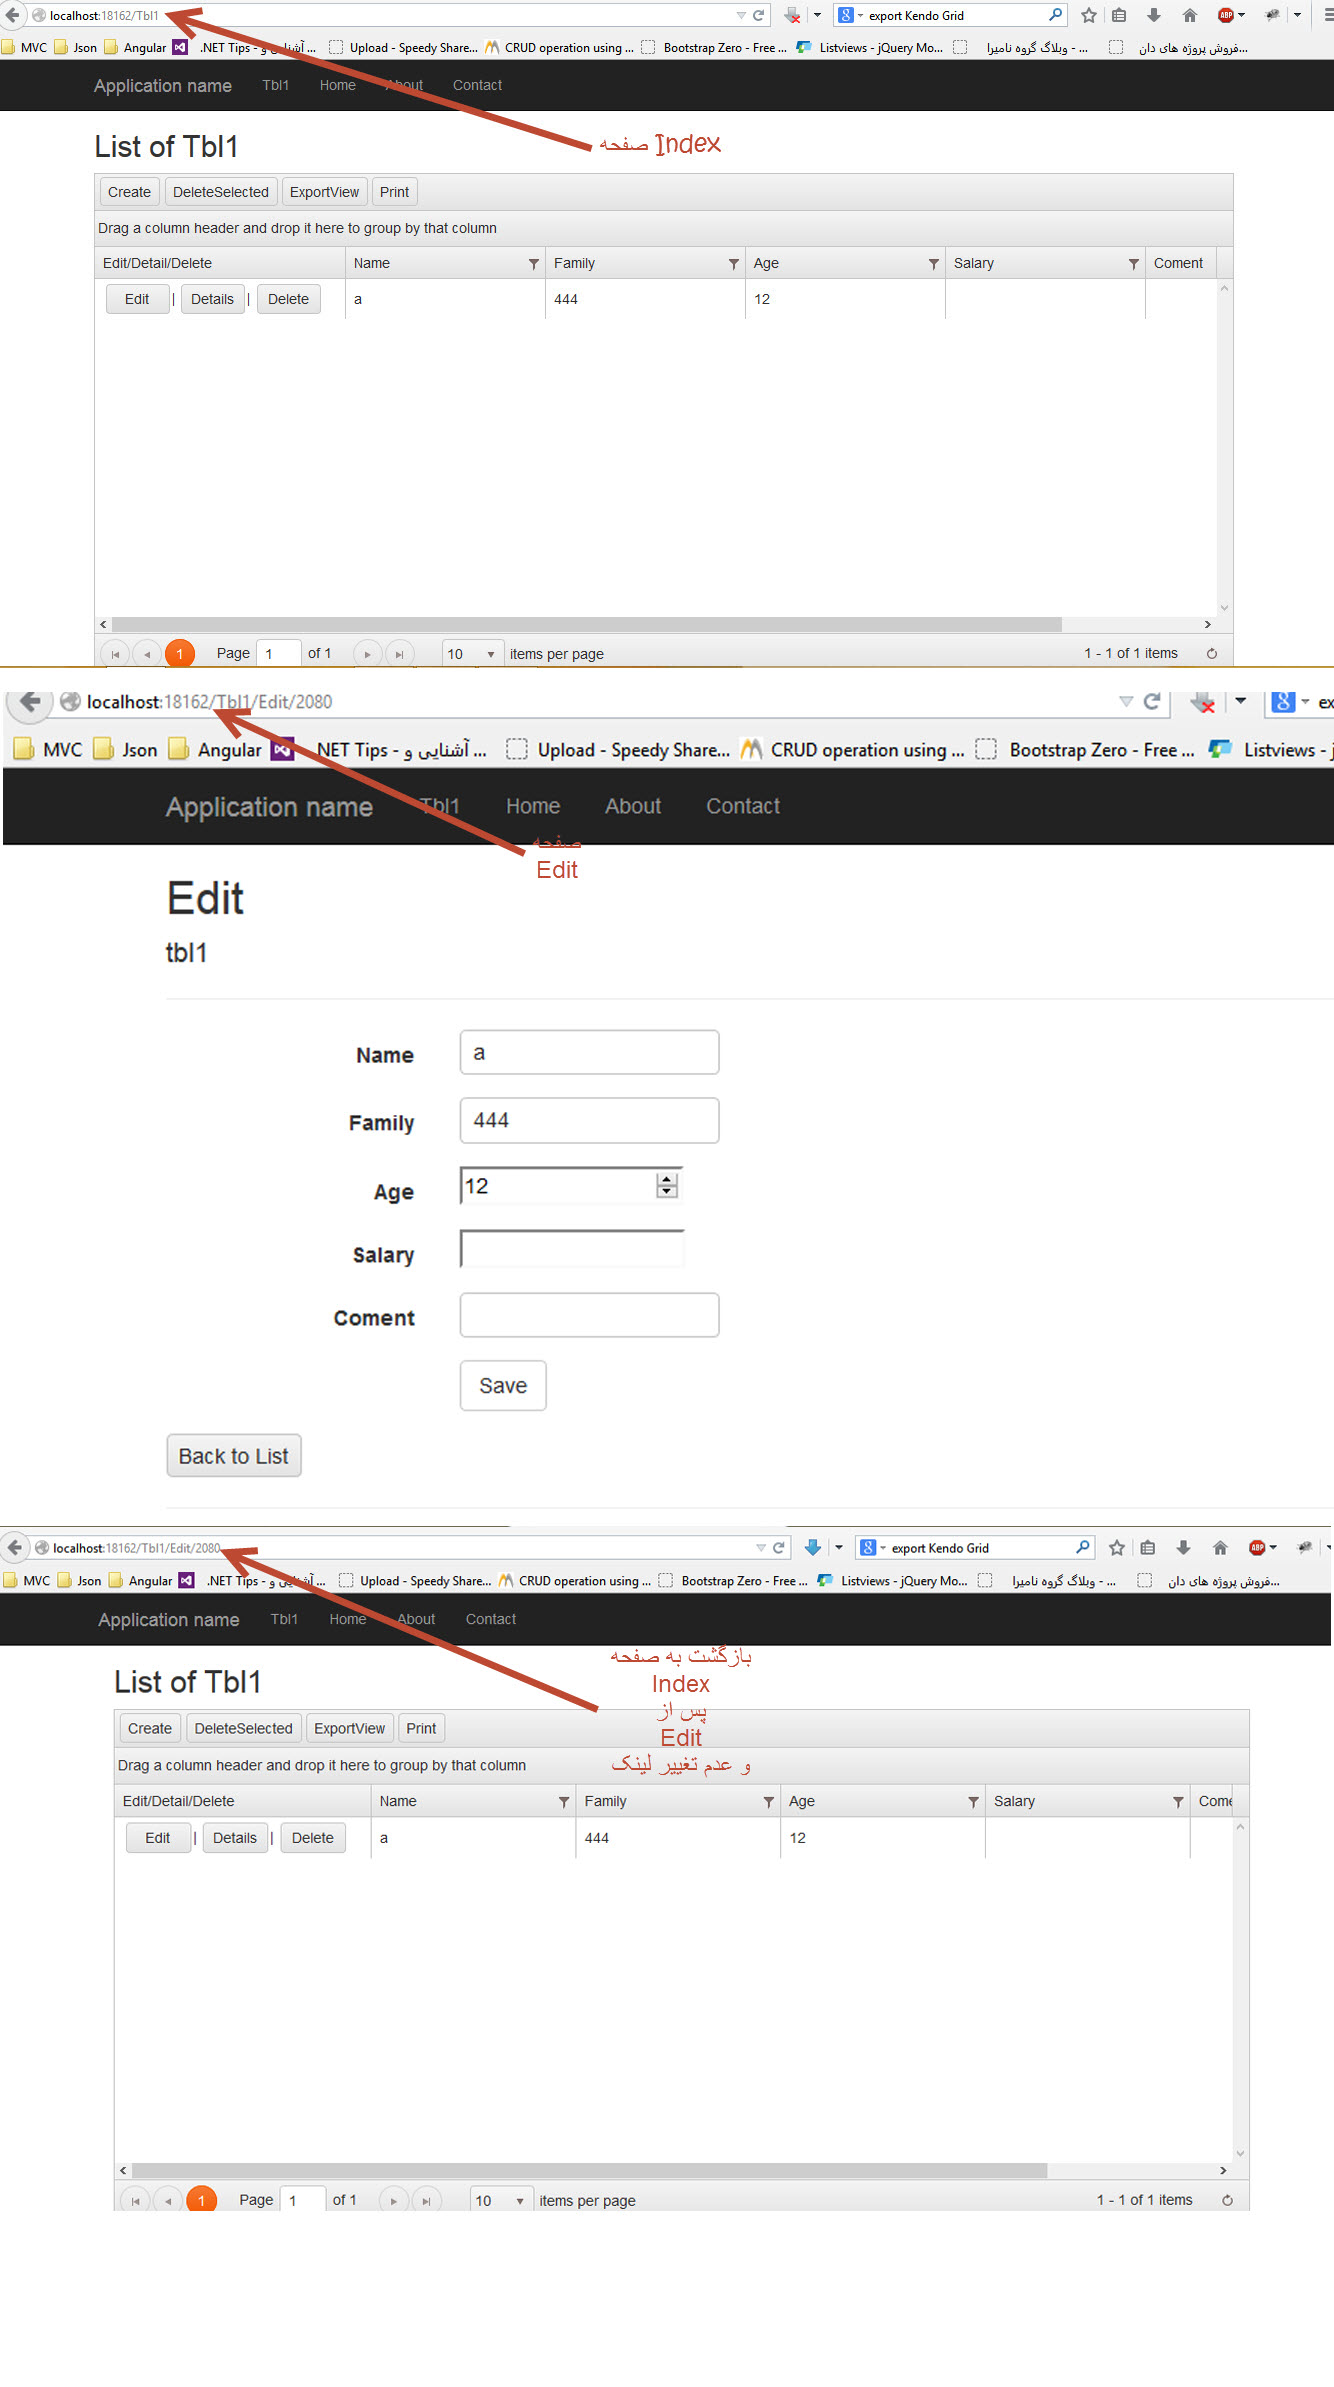 localhost:18162/Tbl1
export Kendo Grid
MVC Json Angular .NET Tips - آشنایی و ... Upload - Speedy Share... CRUD operation using ... Bootstrap Zero - Free ... Listviews - jQuery Mo... وبلاگ گروه نامیرا - ... فروش پروژه های دان...
Application name Tbl1 Home About Contact
صفحه Index
List of Tbl1
Create DeleteSelected ExportView Print
Drag a column header and drop it here to group by that column
Edit/Detail/Delete Name Family Age Salary Coment
Edit | Details | Delete a 444 12
1 Page 1 of 1 10 items per page 1 - 1 of 1 items
localhost:18162/Tbl1/Edit/2080
MVC Json Angular .NET Tips - آشنایی و ... Upload - Speedy Share... CRUD operation using ... Bootstrap Zero - Free ... Listviews - j
Application name Tbl1 Home About Contact
صفحه
Edit
Edit
tbl1
Name a
Family 444
Age 12
Salary
Coment
Save
Back to List
localhost:18162/Tbl1/Edit/2080
export Kendo Grid
MVC Json Angular .NET Tips - آشنایی و ... Upload - Speedy Share... CRUD operation using ... Bootstrap Zero - Free ... Listviews - jQuery Mo... وبلاگ گروه نامیرا - ... فروش پروژه های دان...
Application name Tbl1 Home About Contact
بازگشت به صفحه
Index
پس از
Edit
و عدم تغییر لینک
List of Tbl1
Create DeleteSelected ExportView Print
Drag a column header and drop it here to group by that column
Edit/Detail/Delete Name Family Age Salary Come
Edit | Details | Delete a 444 12
1 Page 1 of 1 10 items per page 1 - 1 of 1 items